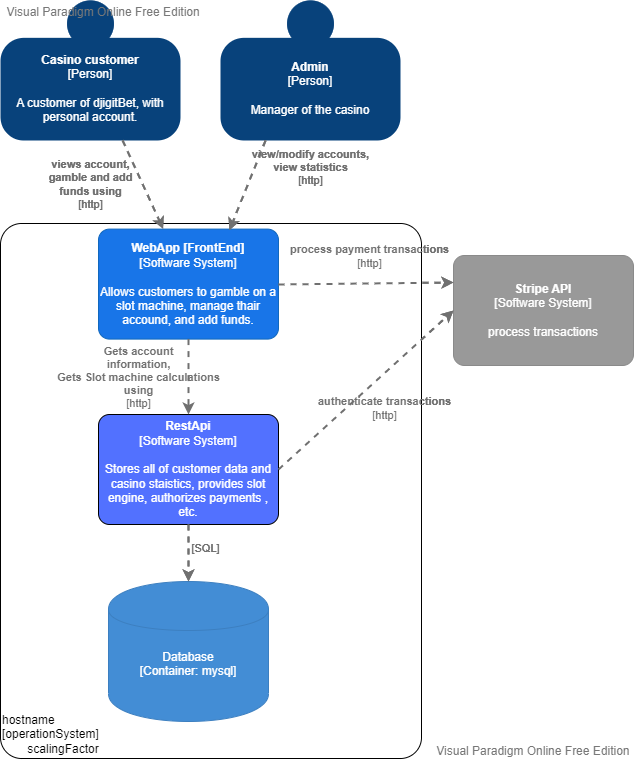 Visual Paradigm Online Free Edition
Casino customer
[Person]
A customer of djigitBet, with
personal account.
Admin
[Person]
Manager of the casino
views account,
gamble and add
funds using
[http]
view/modify accounts,
view statistics
[http]
WebApp [FrontEnd]
[Software System]
Allows customers to gamble on a
slot machine, manage thair
accound, and add funds.
process payment transactions
[http]
Stripe API
[Software System]
process transactions
Gets account
information,
Gets Slot machine calculations
using
[http]
authenticate transactions
[http]
RestApi
[Software System]
Stores all of customer data and
casino staistics, provides slot
engine, authorizes payments ,
etc.
[SQL]
Database
[Container: mysql]
hostname
[operationSystem]
scalingFactor
Visual Paradigm Online Free Edition